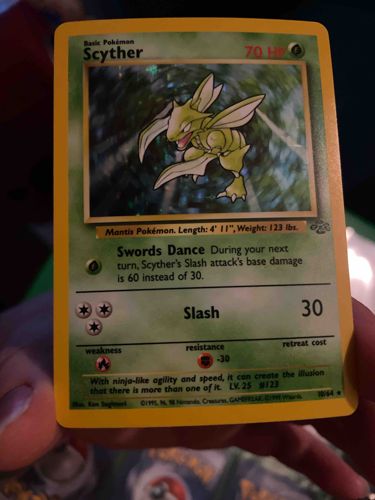 Basic Pokémon
Scyther 70 HP
Mantis Pokémon. Length: 4' 11", Weight: 123 lbs.
Swords Dance During your next
turn, Scyther's Slash attack's base damage
is 60 instead of 30.
Slash 30
weakness resistance retreat cost
-30
With ninja-like agility and speed, it can create the illusion
that there is more than one of it. LV. 25 #123
Illus. Ken Sugimori ©1995, 96, 98 Nintendo, Creatures, GAMEFREAK. ©1999 Wizards. 10/64